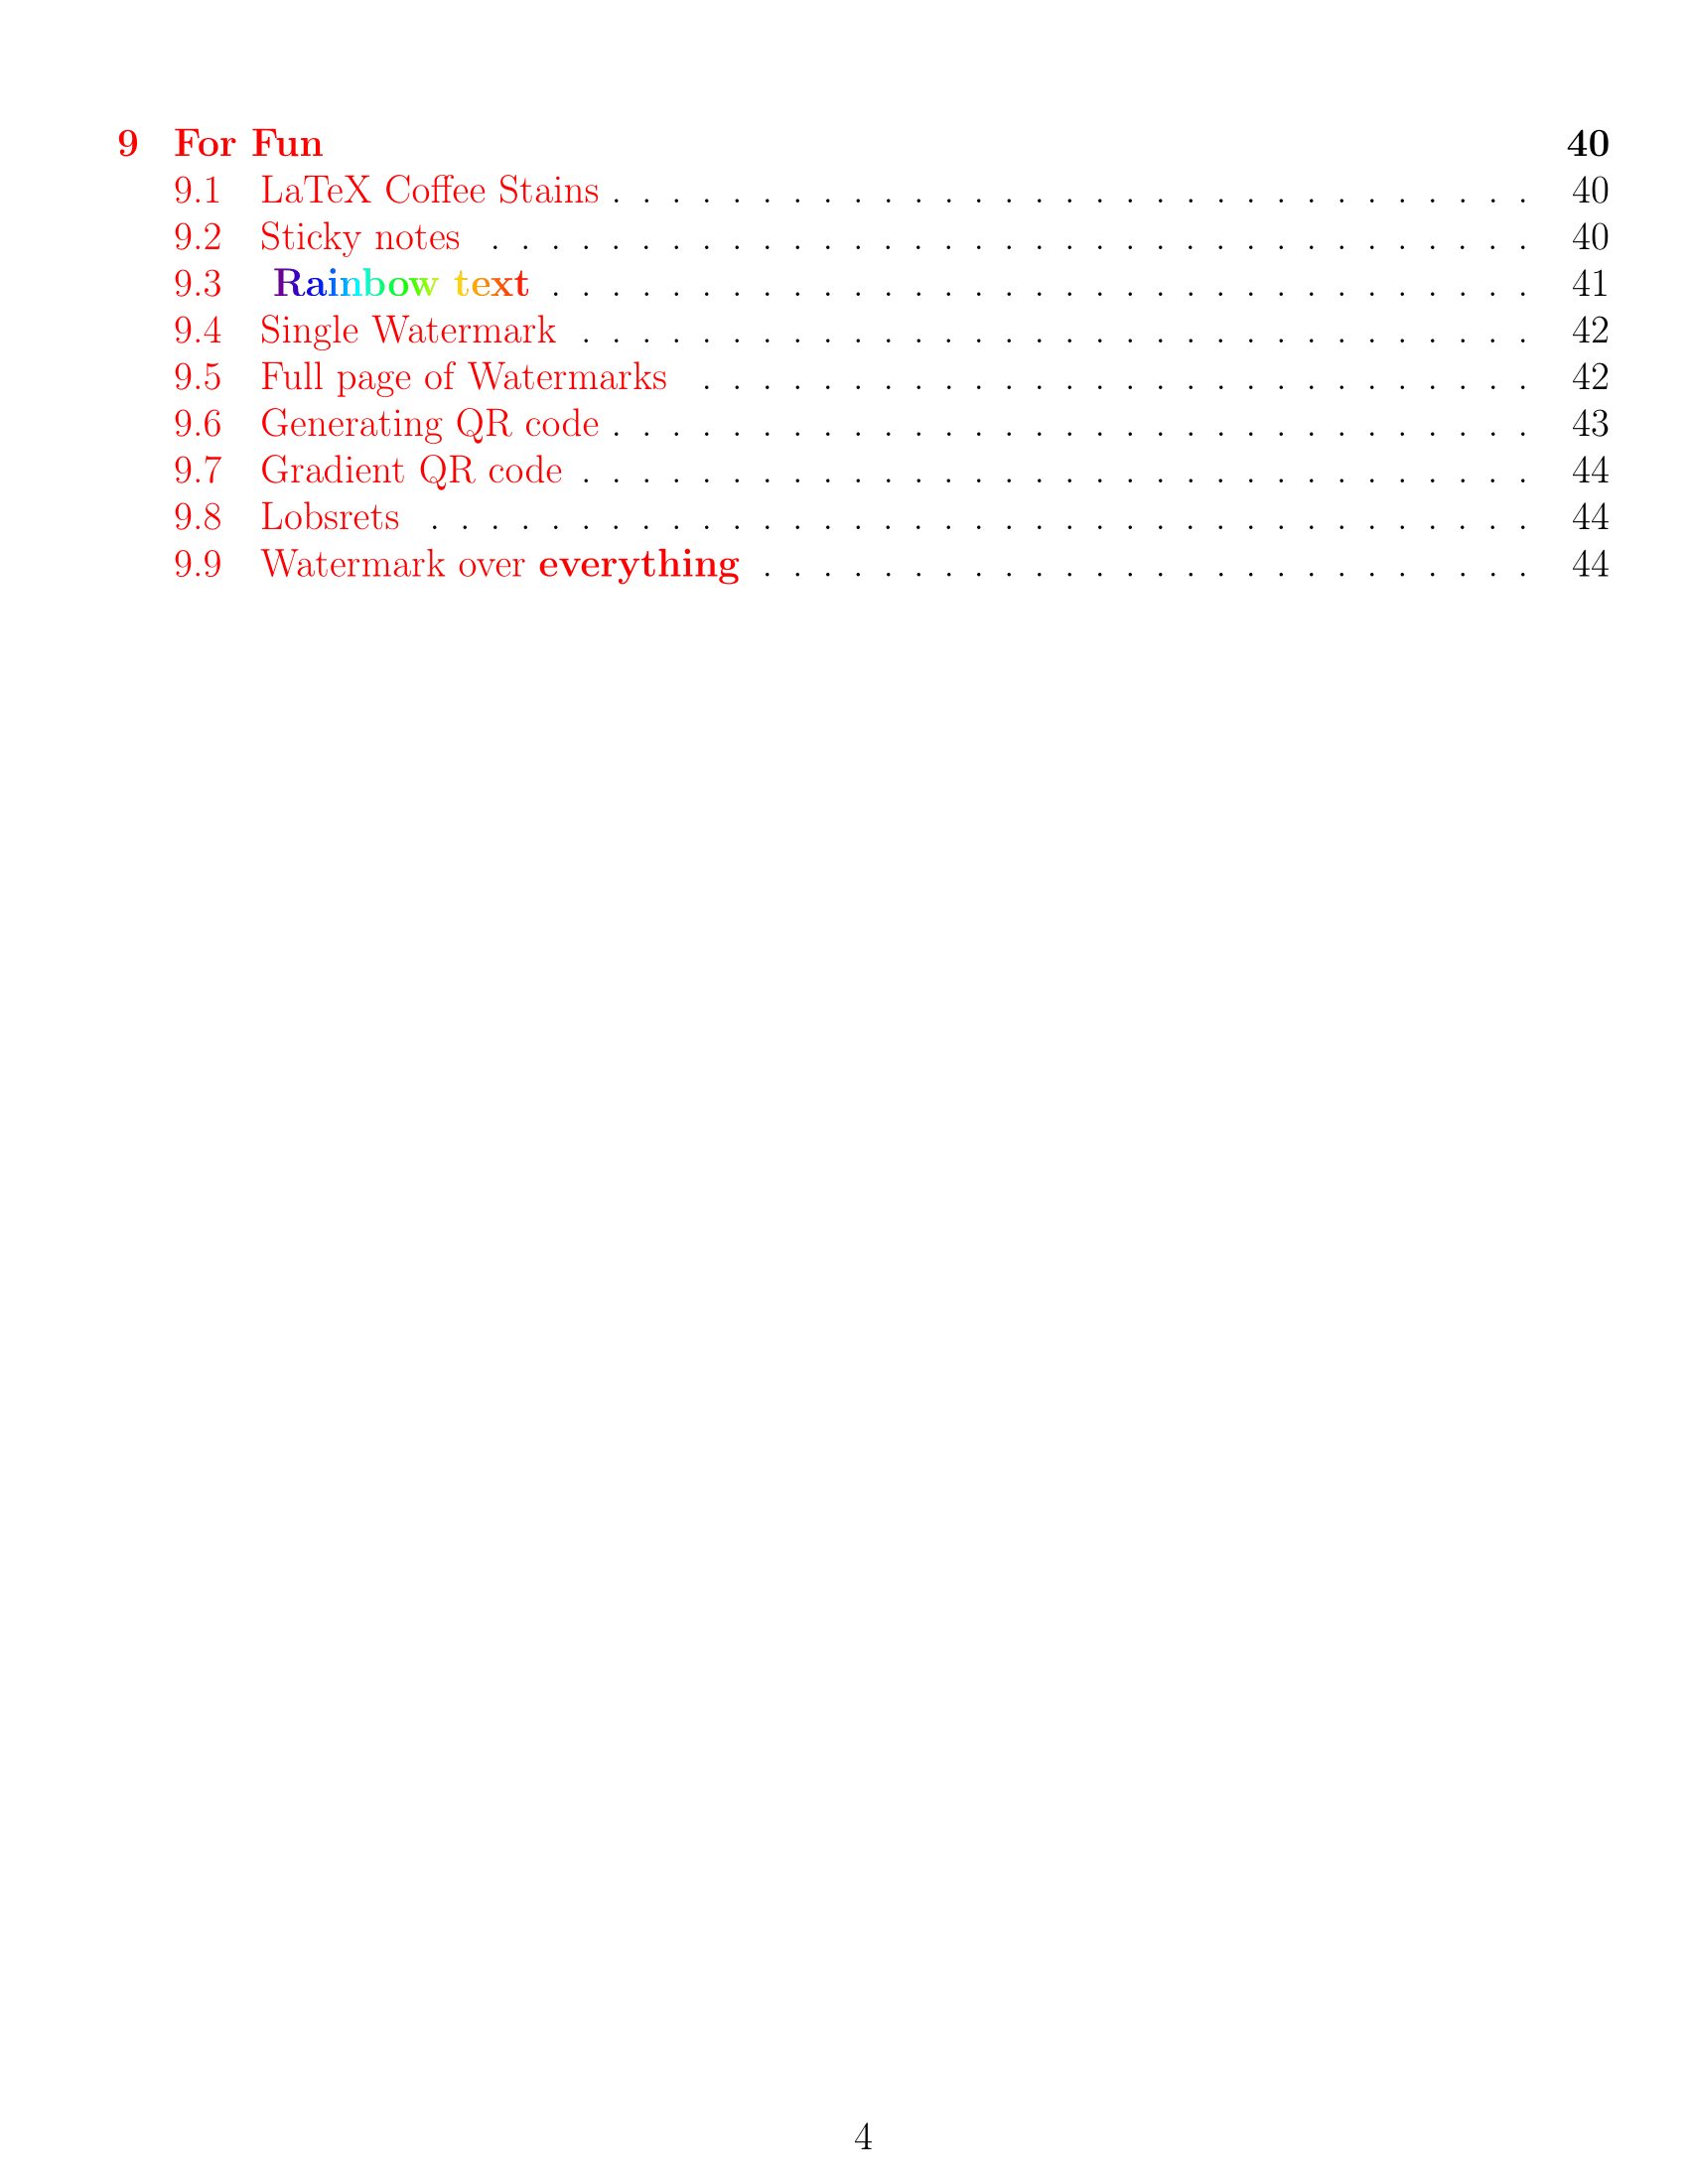 9 For Fun 40
9.1 LaTeX Coffee Stains . . . . . . . . . . . . . . . . . . . . . . . . . . . . . . . 40
9.2 Sticky notes . . . . . . . . . . . . . . . . . . . . . . . . . . . . . . . . . . . 40
9.3 Rainbow text . . . . . . . . . . . . . . . . . . . . . . . . . . . . . . . . . 41
9.4 Single Watermark . . . . . . . . . . . . . . . . . . . . . . . . . . . . . . . . 42
9.5 Full page of Watermarks . . . . . . . . . . . . . . . . . . . . . . . . . . . . 42
9.6 Generating QR code . . . . . . . . . . . . . . . . . . . . . . . . . . . . . . . 43
9.7 Gradient QR code . . . . . . . . . . . . . . . . . . . . . . . . . . . . . . . . 44
9.8 Lobsrets . . . . . . . . . . . . . . . . . . . . . . . . . . . . . . . . . . . . . 44
9.9 Watermark over everything . . . . . . . . . . . . . . . . . . . . . . . . . . 44
4